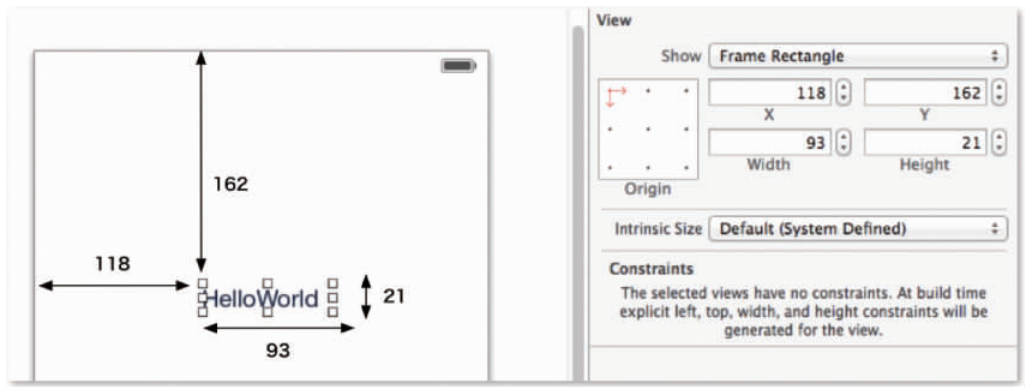 162
118
HelloWorld
21
93
View
Show Frame Rectangle
118 162
X Y
93 21
Width Height
Origin
Intrinsic Size Default (System Defined)
Constraints
The selected views have no constraints. At build time
explicit left, top, width, and height constraints will be
generated for the view.